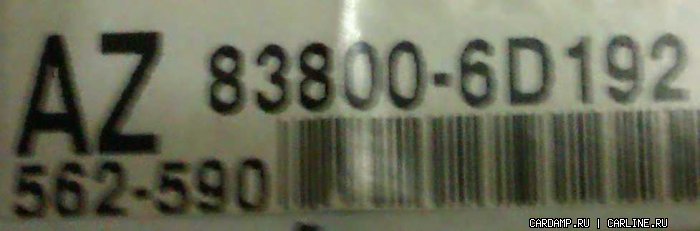 AZ 83800-6D192
562-590
CARDAMP.RU | CARLINE.RU